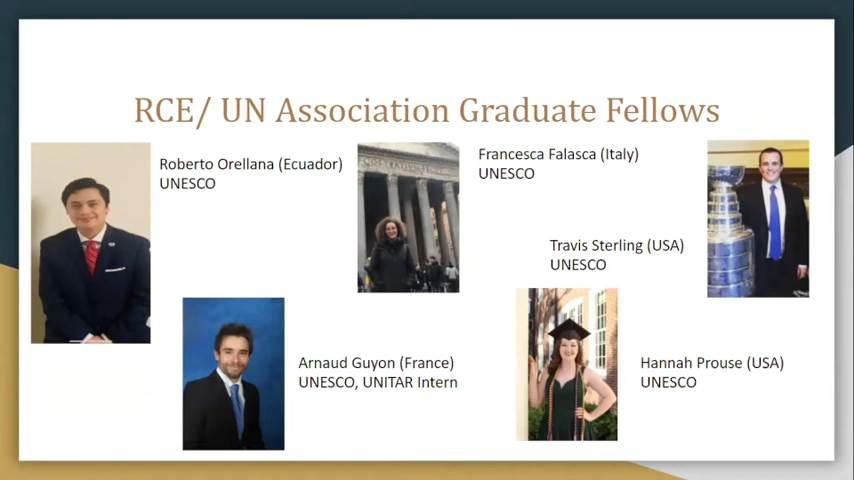 RCE/ UN Association Graduate Fellows
Roberto Orellana (Ecuador)
UNESCO
Francesca Falasca (Italy)
UNESCO
Travis Sterling (USA)
UNESCO
Arnaud Guyon (France)
UNESCO, UNITAR Intern
Hannah Prouse (USA)
UNESCO